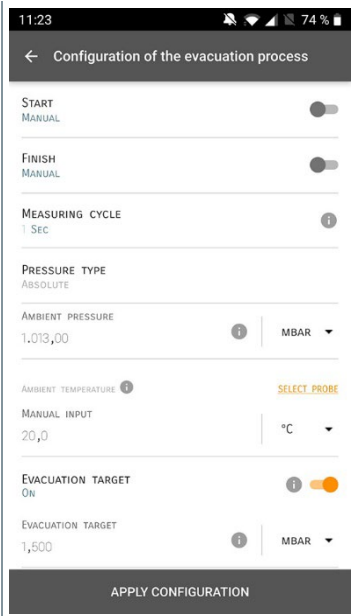 11:23 74 %
Configuration of the evacuation process
START
MANUAL
FINISH
MANUAL
MEASURING CYCLE
1 SEC
PRESSURE TYPE
ABSOLUTE
AMBIENT PRESSURE
1.013,00 MBAR
AMBIENT TEMPERATURE SELECT PROBE
MANUAL INPUT
20,0 °C
EVACUATION TARGET
ON
EVACUATION TARGET
1,500 MBAR
APPLY CONFIGURATION